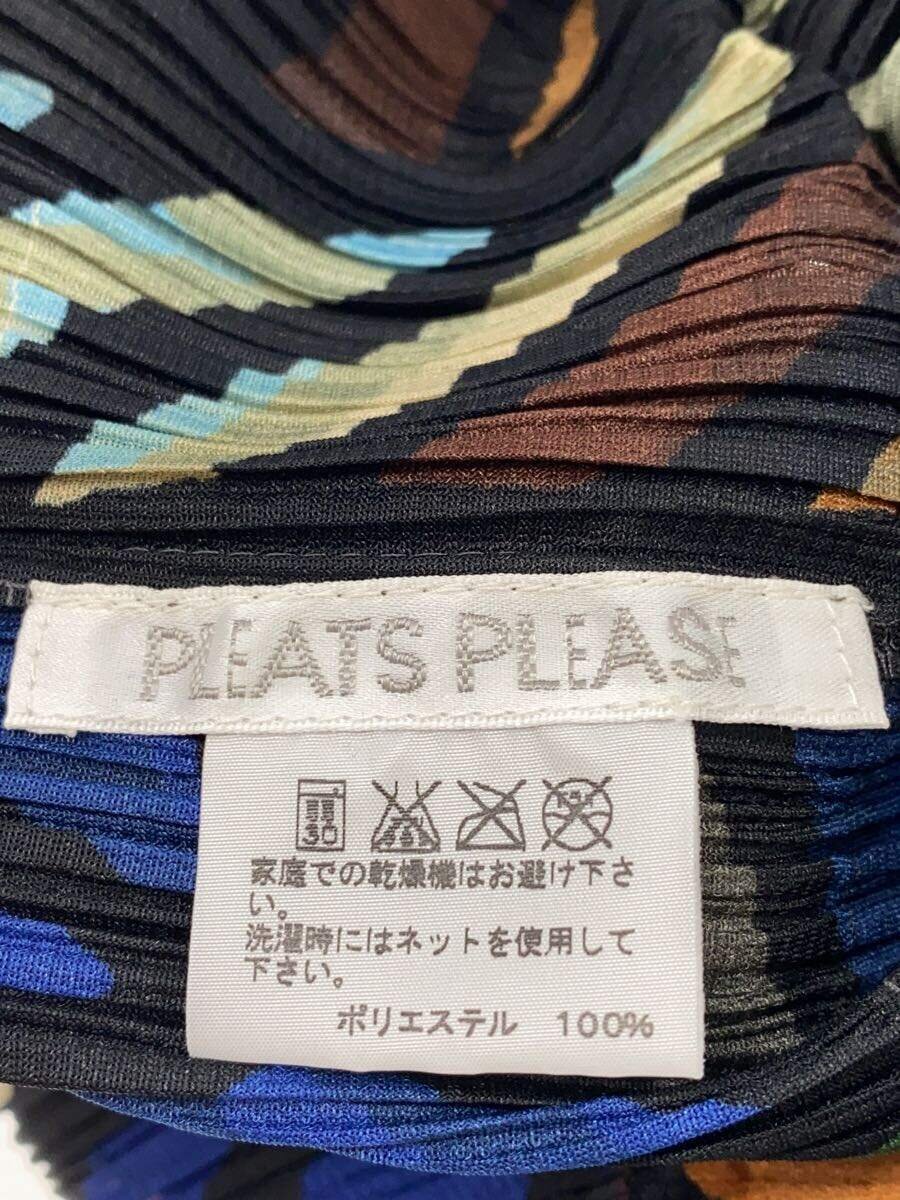 PLEATS PLEASE
家庭での乾燥機はお避け下さ
い。
洗濯時にはネットを使用して
下さい。
ポリエステル 100%